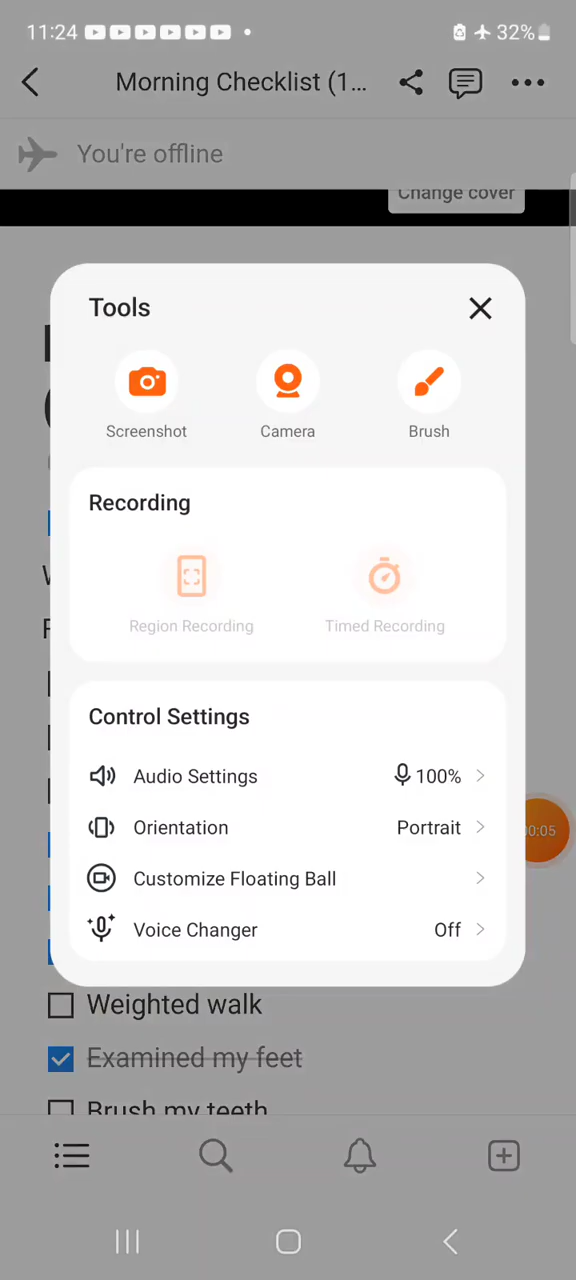 11:24
32%
Morning Checklist (1...
You're offline
Change cover
Tools
Screenshot
Camera
Brush
Recording
Region Recording
Timed Recording
Control Settings
Audio Settings
100%
Orientation
Portrait
00:05
Customize Floating Ball
Voice Changer
Off
Weighted walk
Examined my feet
Brush my teeth